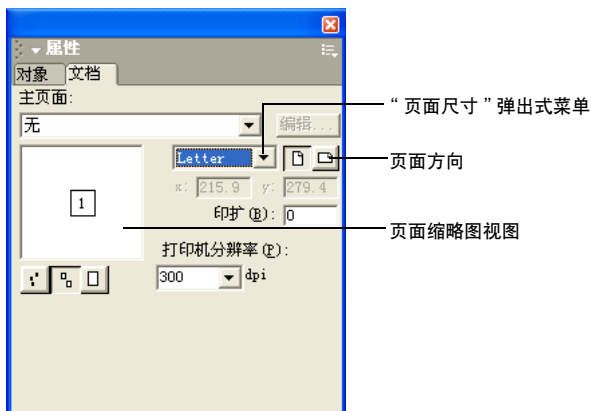 属性
对象 文档
主页面:
无 编辑...
“页面尺寸”弹出式菜单
Letter
页面方向
x: 215.9 y: 279.4
1
印扩(B): 0
页面缩略图视图
打印机分辨率(P):
300 dpi